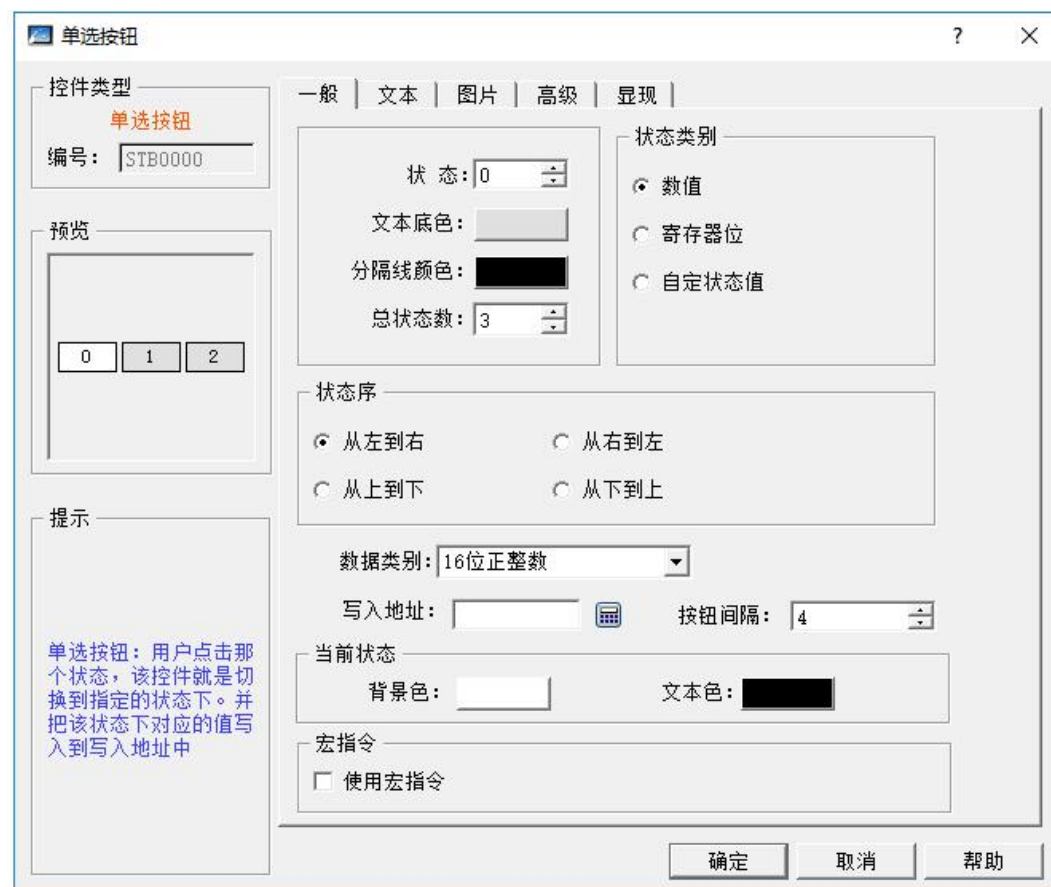 单选按钮
?
控件类型
单选按钮
编号: STB0000
预览
0 1 2
提示
单选按钮：用户点击那
个状态，该控件就是切
换到指定的状态下。并
把该状态下对应的值写
入到写入地址中
一般 文本 图片 高级 显现
状 态: 0
文本底色:
分隔线颜色:
总状态数: 3
状态类别
数值
寄存器位
自定状态值
状态序
从左到右 从右到左
从上到下 从下到上
数据类别: 16位正整数
写入地址: 按钮间隔: 4
当前状态
背景色: 文本色:
宏指令
使用宏指令
确定 取消 帮助